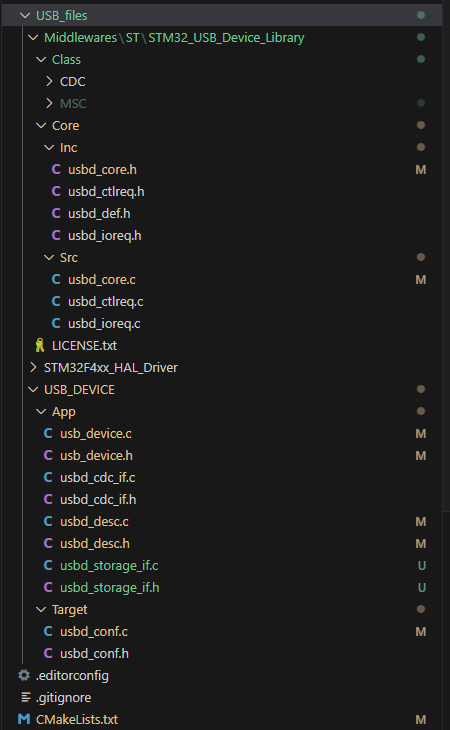 USB_files
Middlewares\ST\STM32_USB_Device_Library
Class
CDC
MSC
Core
Inc
C usbd_core.h M
C usbd_ctlreq.h
C usbd_def.h
C usbd_ioreq.h
Src
C usbd_core.c M
C usbd_ctlreq.c
C usbd_ioreq.c
LICENSE.txt
STM32F4xx_HAL_Driver
USB_DEVICE
App
C usb_device.c M
C usb_device.h M
C usbd_cdc_if.c
C usbd_cdc_if.h
C usbd_desc.c M
C usbd_desc.h M
C usbd_storage_if.c U
C usbd_storage_if.h U
Target
C usbd_conf.c M
C usbd_conf.h
.editorconfig
.gitignore
M CMakeLists.txt M